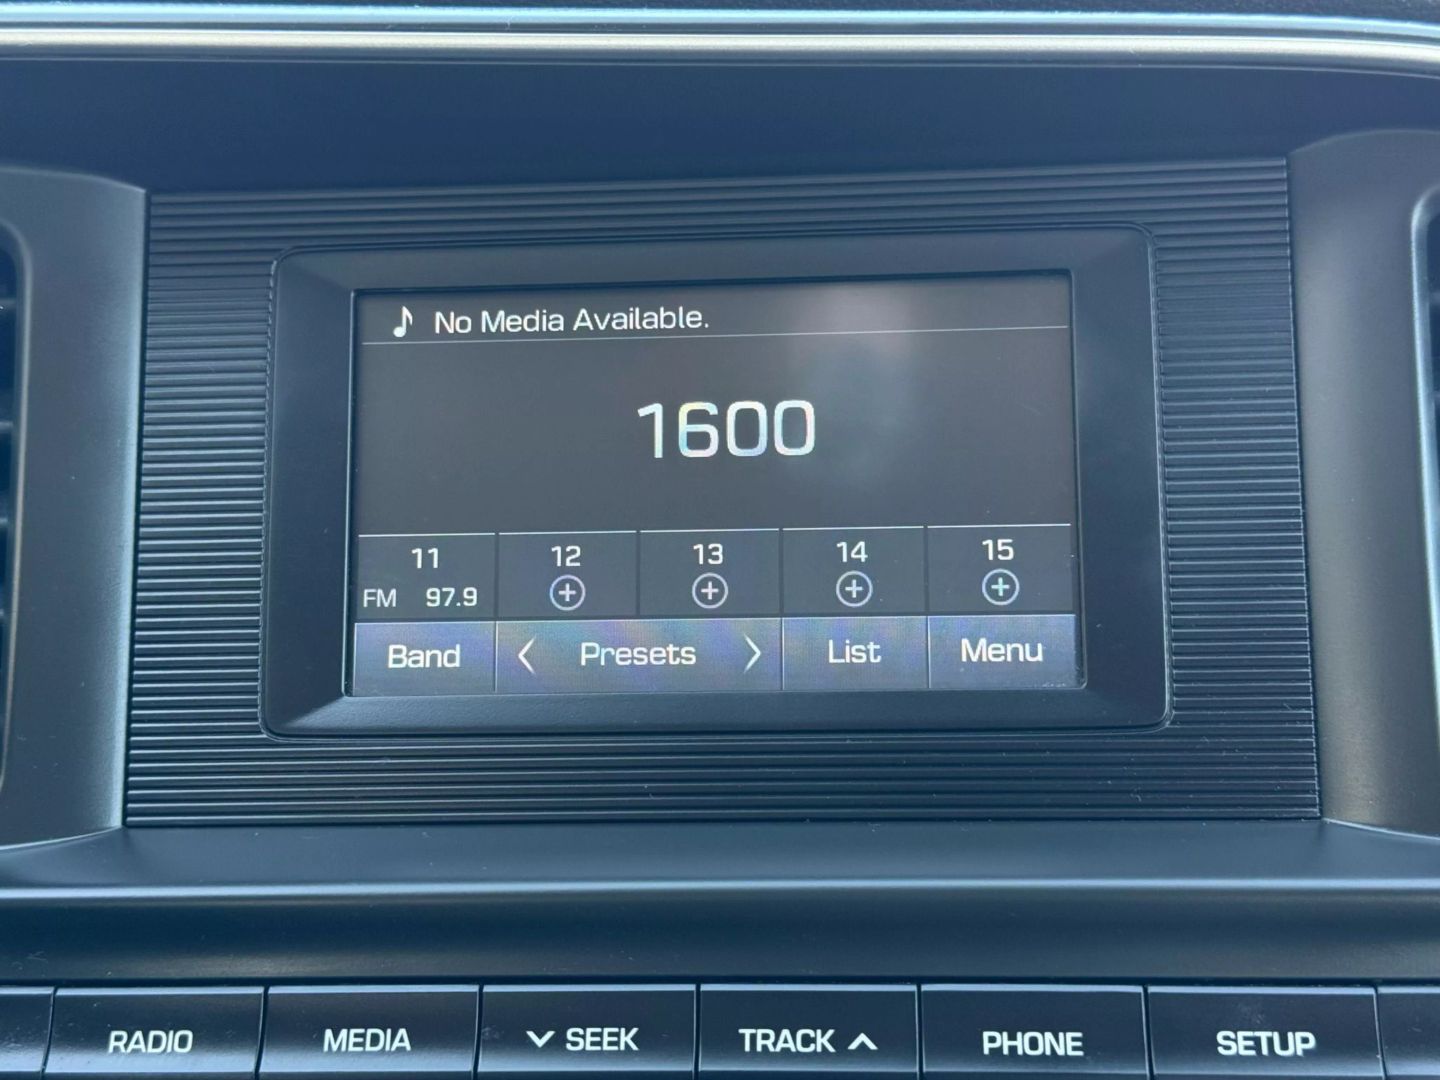 No Media Available.
1600
11 12 13 14 15
FM 97.9
Band Presets List Menu
RADIO MEDIA SEEK TRACK PHONE SETUP